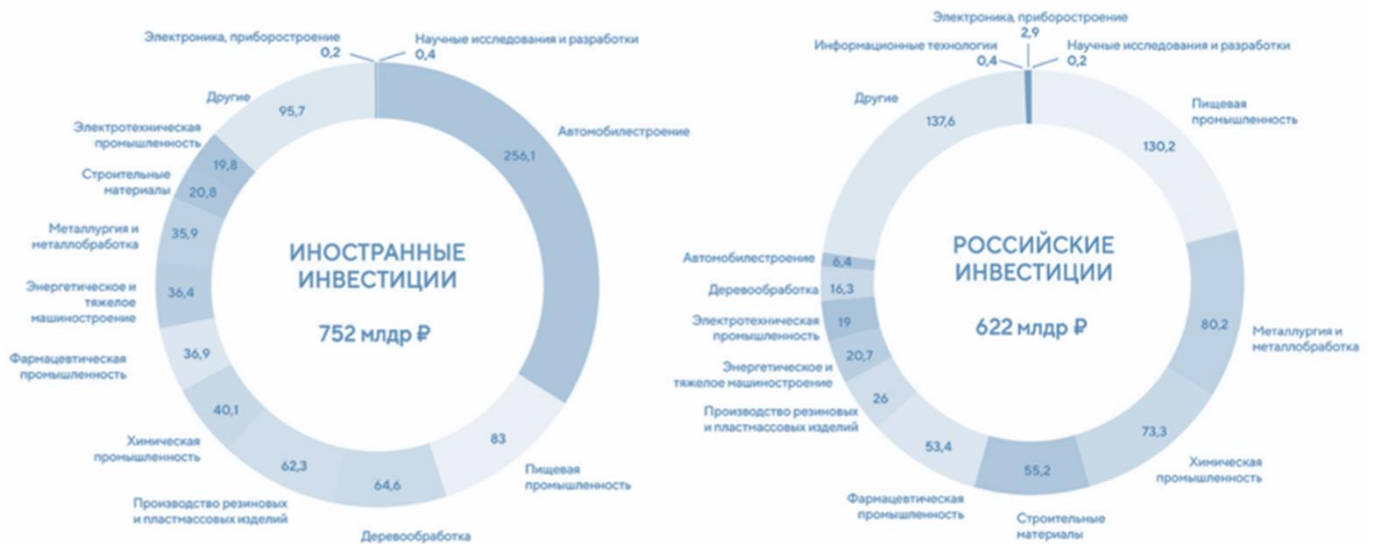 Электроника, приборостроение
0,2
Научные исследования и разработки
0,4
Автомобилестроение
256,1
Пищевая
промышленность
83
Деревообработка
64,6
Производство резиновых
и пластмассовых изделий
62,3
Химическая
промышленность
40,1
Фармацевтическая
промышленность
36,9
Энергетическое и
тяжелое
машиностроение
36,4
Металлургия и
металлобработка
35,9
Строительные
материалы
20,8
Электротехническая
промышленность
19,8
Другие
95,7
ИНОСТРАННЫЕ
ИНВЕСТИЦИИ
752 млдр ₽
Электроника, приборостроение
2,9
Информационные технологии
0,4
Научные исследования и разработки
0,2
Пищевая
промышленность
130,2
Металлургия и
металлобработка
80,2
Химическая
промышленность
73,3
Строительные
материалы
55,2
Фармацевтическая
промышленность
53,4
Производство резиновых
и пластмассовых изделий
26
Энергетическое и
тяжелое машиностроение
20,7
Электротехническая
промышленность
19
Деревообработка
16,3
Автомобилестроение
6,4
Другие
137,6
РОССИЙСКИЕ
ИНВЕСТИЦИИ
622 млдр ₽